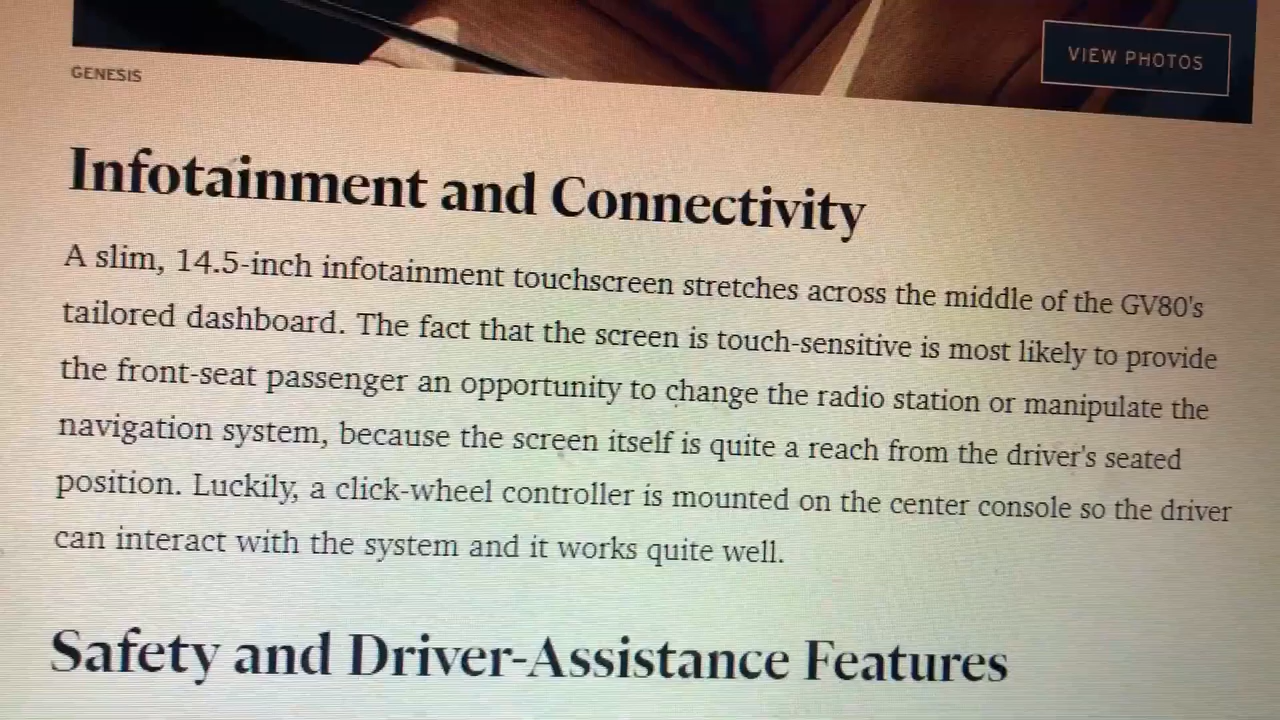 VIEW PHOTOS
GENESIS
Infotainment and Connectivity
A slim, 14.5-inch infotainment touchscreen stretches across the middle of the GV80's
tailored dashboard. The fact that the screen is touch-sensitive is most likely to provide
the front-seat passenger an opportunity to change the radio station or manipulate the
navigation system, because the screen itself is quite a reach from the driver's seated
position. Luckily, a click-wheel controller is mounted on the center console so the driver
can interact with the system and it works quite well.
Safety and Driver-Assistance Features